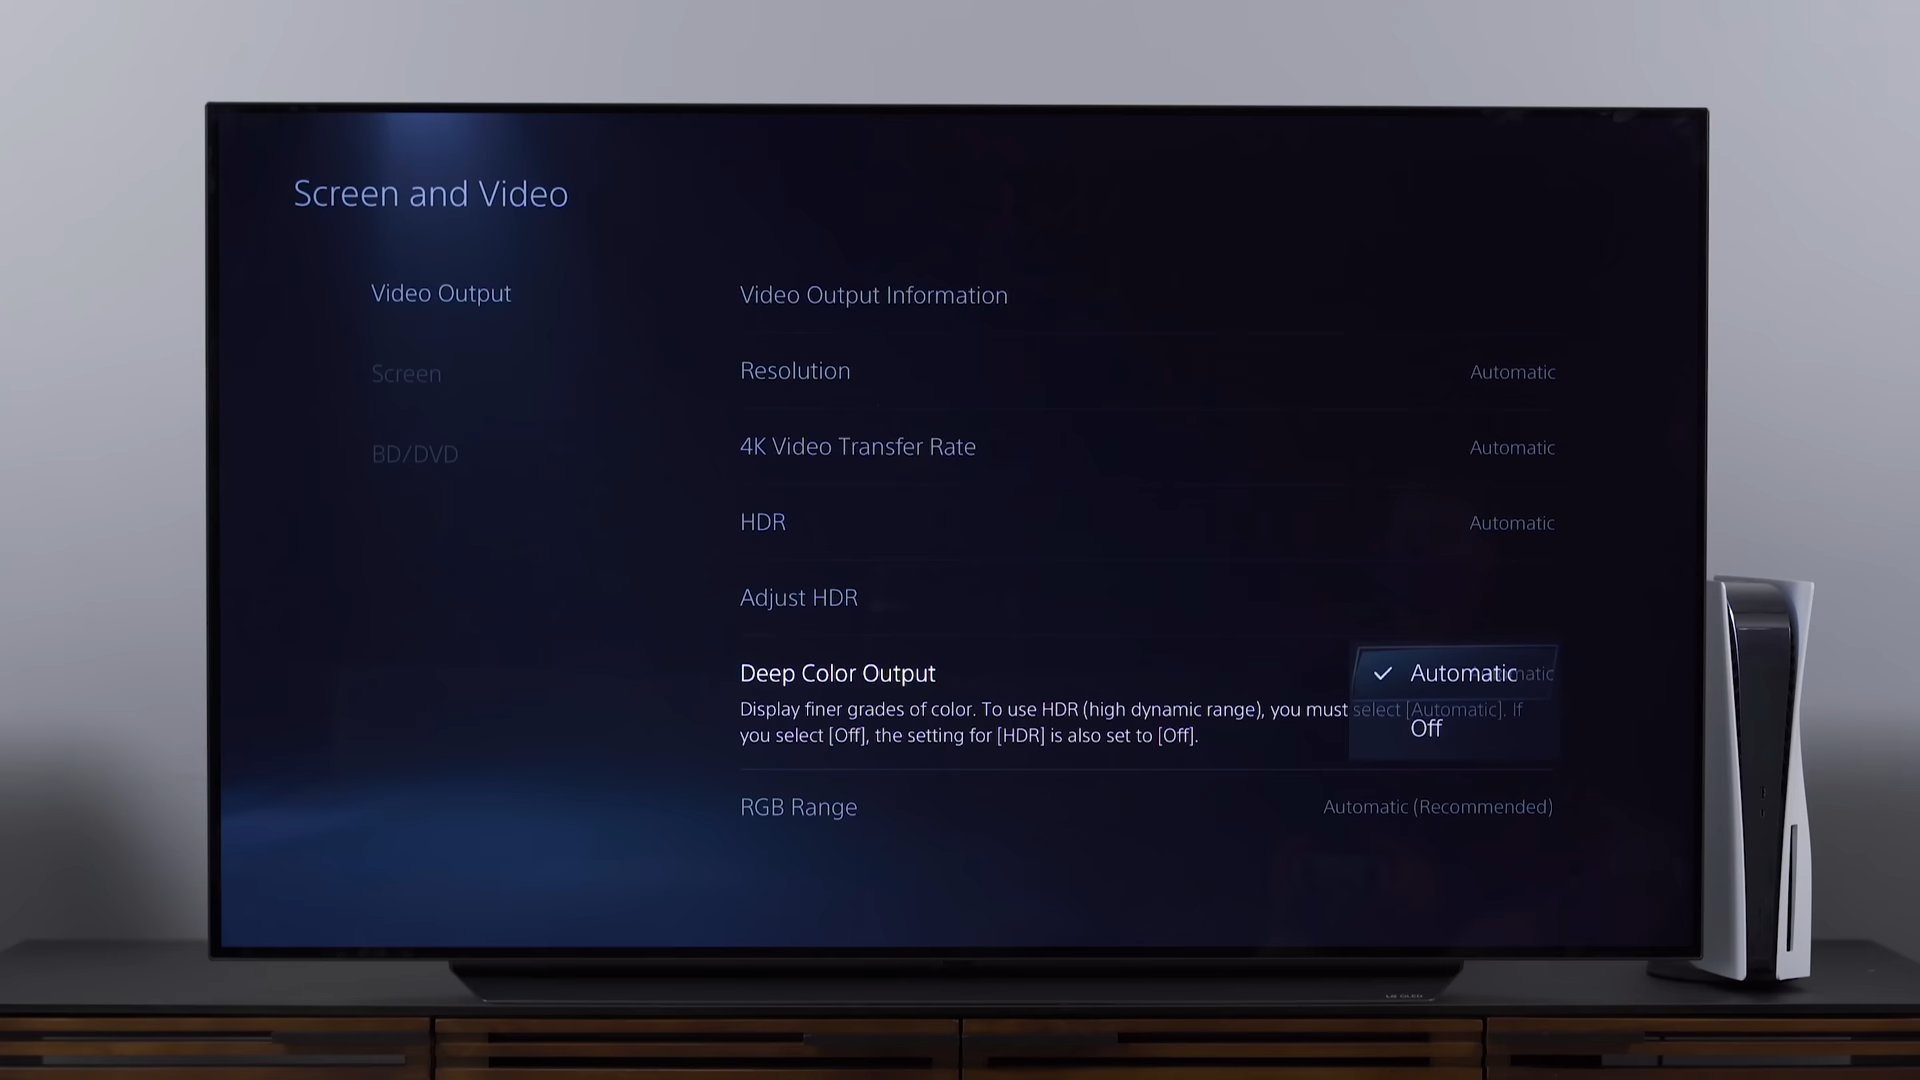 Screen and Video
Video Output
Screen
BD/DVD
Video Output Information
Resolution Automatic
4K Video Transfer Rate Automatic
HDR Automatic
Adjust HDR
Deep Color Output
Display finer grades of color. To use HDR (high dynamic range), you must select [Automatic]. If
you select [Off], the setting for [HDR] is also set to [Off].
✓ Automatic
Off
RGB Range Automatic (Recommended)
LG OLED